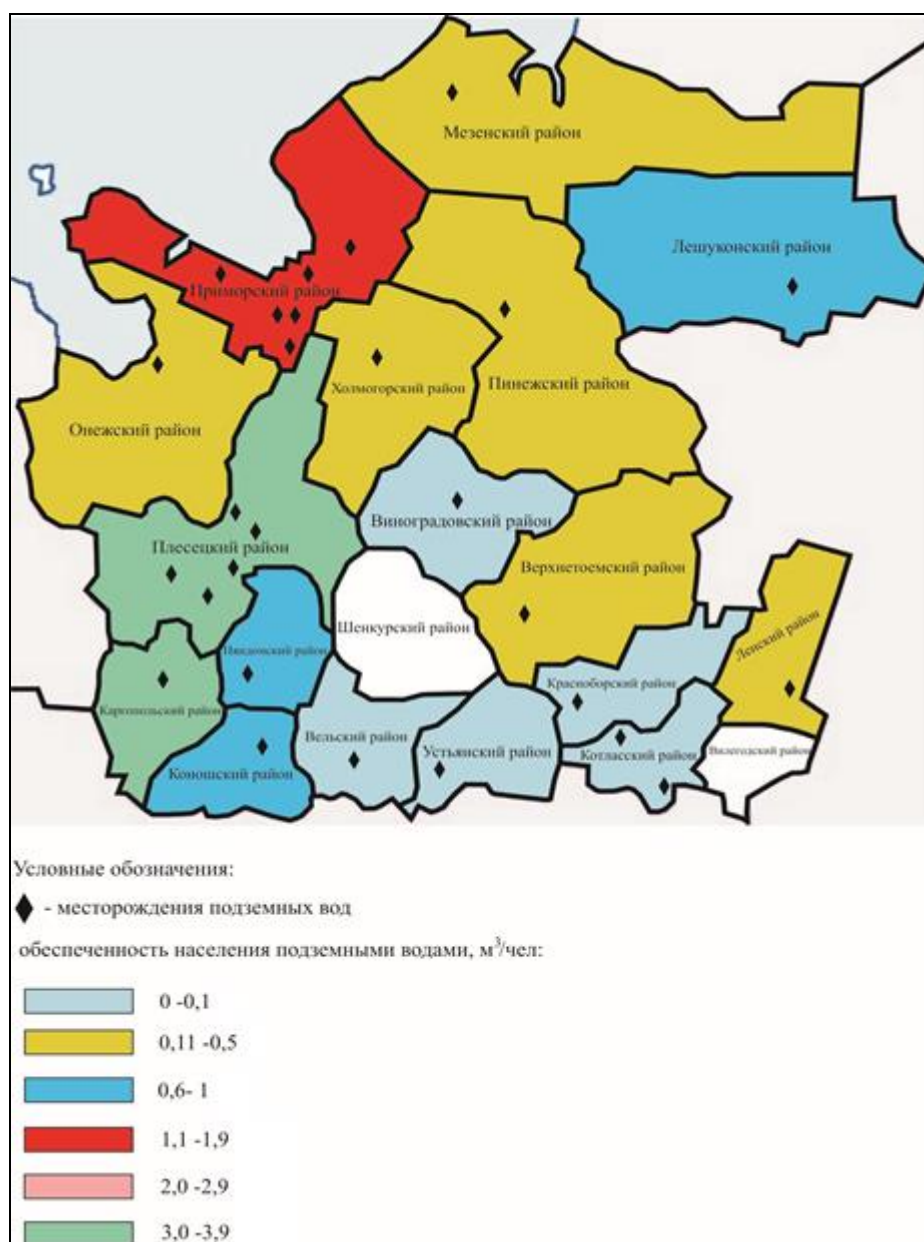 Мезенский район
Лешуконский район
Приморский район
Холмогорский район
Пинежский район
Онежский район
Виноградовский район
Плесецкий район
Верхнетоемский район
Шенкурский район
Ленский район
Няндомский район
Красноборский район
Каргопольский район
Вельский район
Устьянский район
Котласский район
Вилегодский район
Коношский район
Условные обозначения:
- месторождения подземных вод
обеспеченность населения подземными водами, м³/чел:
0 -0,1
0,11 -0,5
0,6- 1
1,1 -1,9
2,0 -2,9
3,0 -3,9